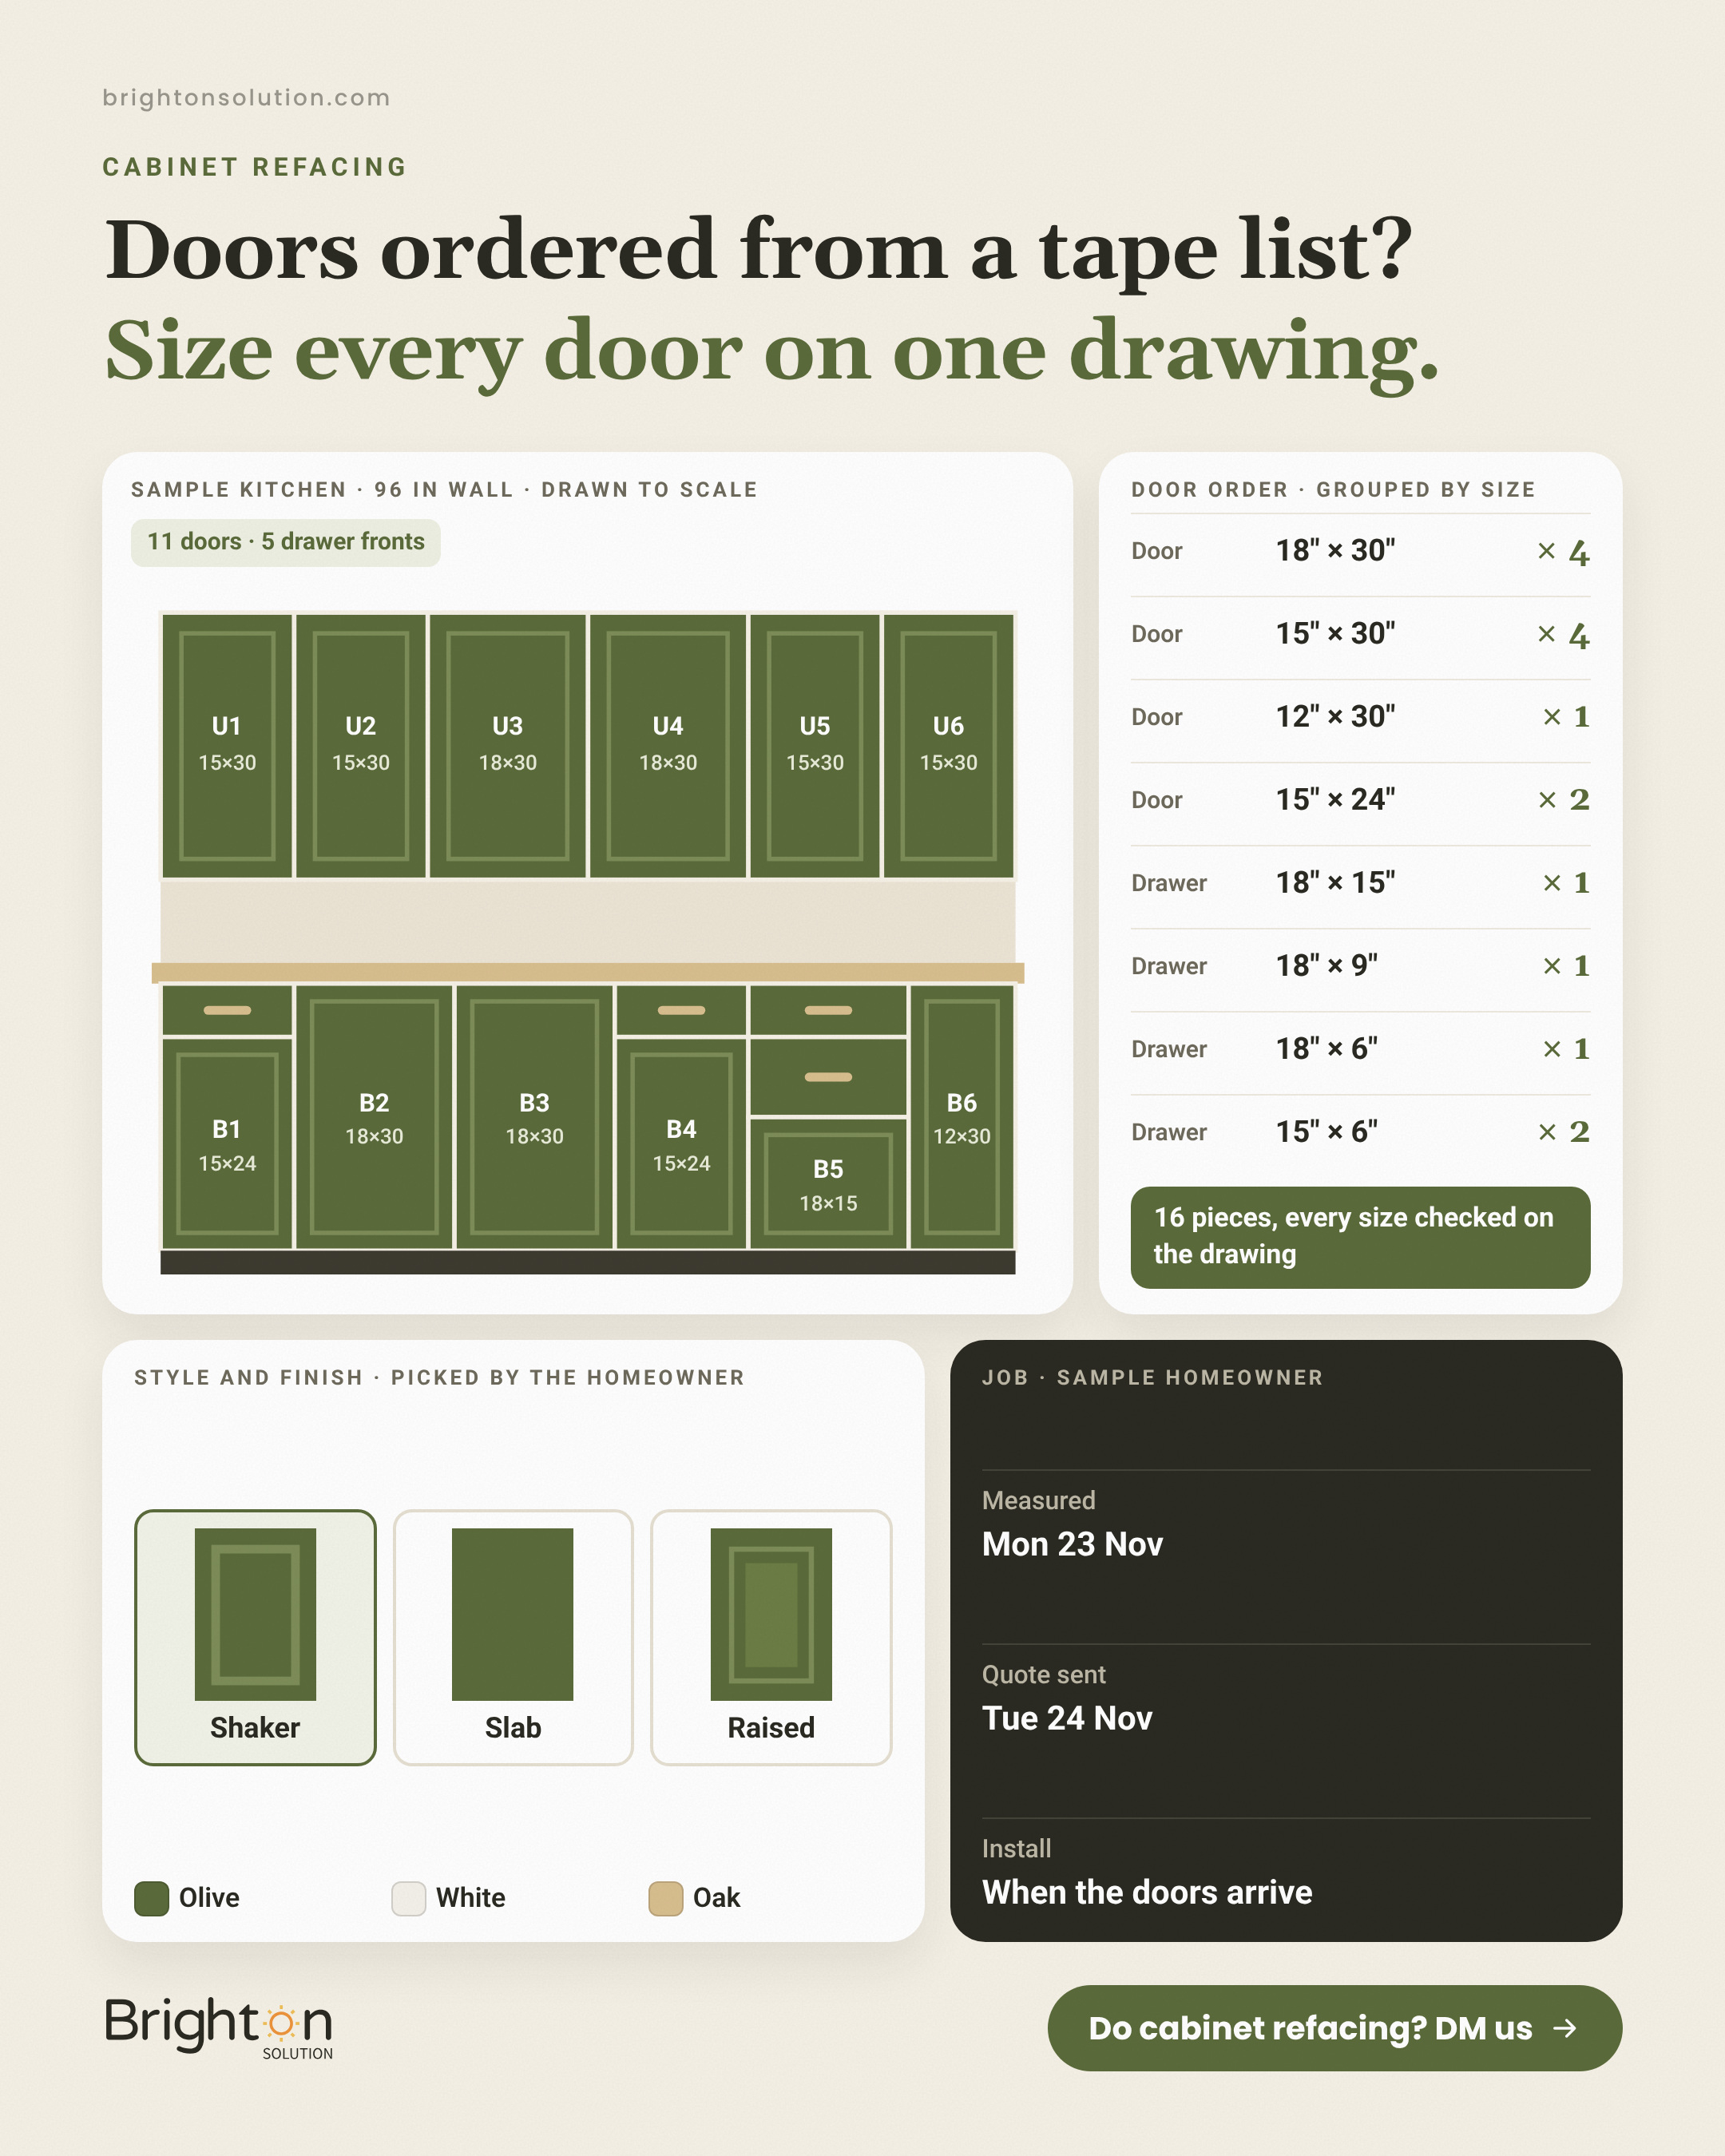 brightonsolution.com
CABINET REFACING
Doors ordered from a tape list?
Size every door on one drawing.
SAMPLE KITCHEN · 96 IN WALL · DRAWN TO SCALE
11 doors · 5 drawer fronts
U1
15×30
U2
15×30
U3
18×30
U4
18×30
U5
15×30
U6
15×30
B1
15×24
B2
18×30
B3
18×30
B4
15×24
B5
18×15
B6
12×30
DOOR ORDER · GROUPED BY SIZE
Door 18" × 30" × 4
Door 15" × 30" × 4
Door 12" × 30" × 1
Door 15" × 24" × 2
Drawer 18" × 15" × 1
Drawer 18" × 9" × 1
Drawer 18" × 6" × 1
Drawer 15" × 6" × 2
16 pieces, every size checked on
the drawing
STYLE AND FINISH · PICKED BY THE HOMEOWNER
Shaker
Slab
Raised
Olive
White
Oak
JOB · SAMPLE HOMEOWNER
Measured
Mon 23 Nov
Quote sent
Tue 24 Nov
Install
When the doors arrive
Brighton
SOLUTION
Do cabinet refacing? DM us →